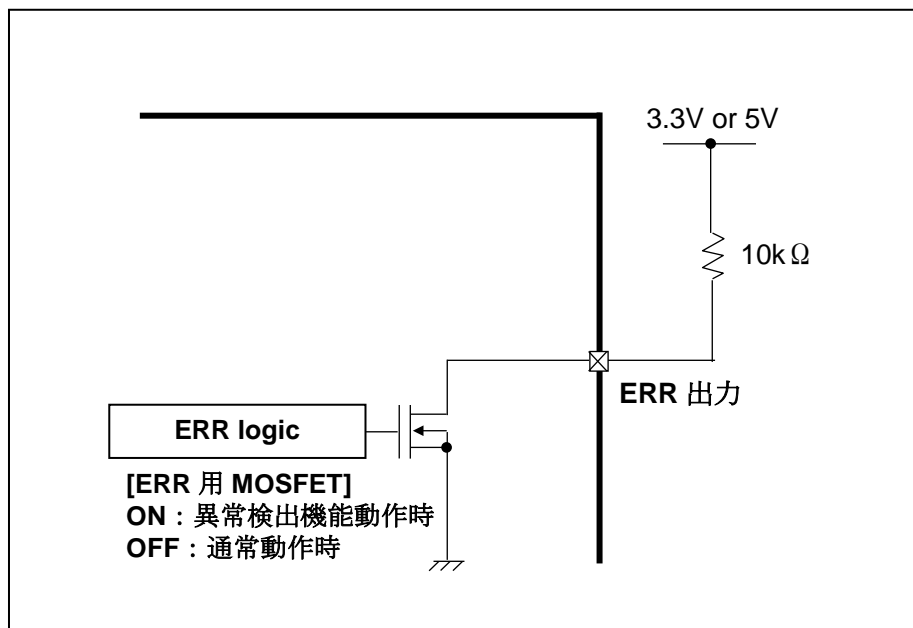 3.3V or 5V
10kΩ
ERR 出力
ERR logic
[ERR 用 MOSFET]
ON：異常検出機能動作時
OFF：通常動作時